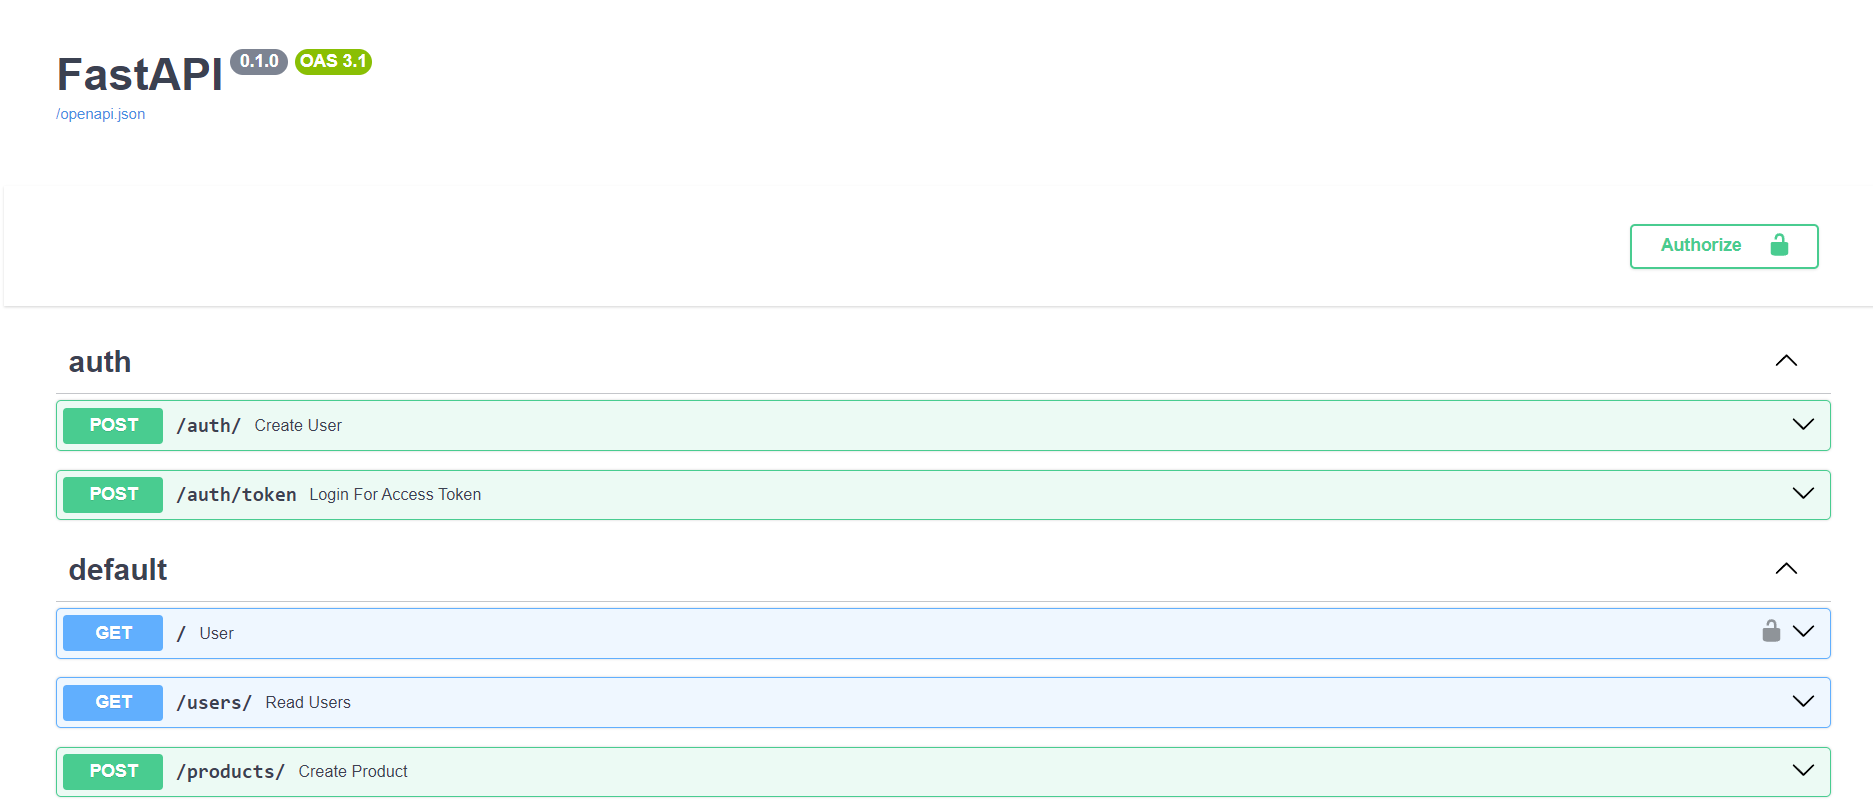 FastAPI 0.1.0 OAS 3.1
/openapi.json
Authorize
auth
POST /auth/ Create User
POST /auth/token Login For Access Token
default
GET / User
GET /users/ Read Users
POST /products/ Create Product